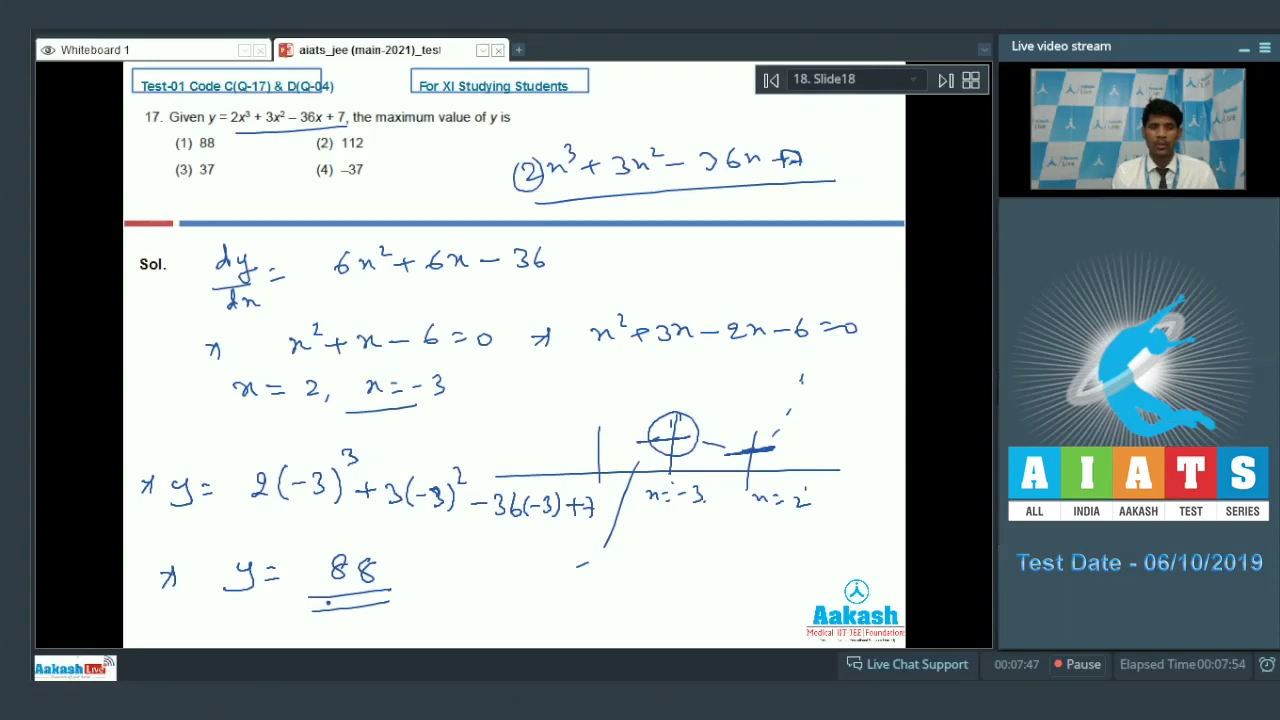 Whiteboard 1
aiats_jee (main-2021)_test
Live video stream
Test-01 Code C(Q-17) & D(Q-04)
For XI Studying Students
18. Slide18
17. Given y = 2x³ + 3x² – 36x + 7, the maximum value of y is
(1) 88
(2) 112
(3) 37
(4) –37
(2)x³ + 3x² – 36x + 7
Sol.
dy/dx = 6x² + 6x – 36
x² + x – 6 = 0 ⇒ x² + 3x – 2x – 6 = 0
x = 2, x = -3
⇒ y = 2(-3)³ + 3(-3)² – 36(-3) + 7
x = -3
x = 2
⇒ y = 88
A I A T S
ALL INDIA AAKASH TEST SERIES
Test Date - 06/10/2019
Aakash
Medical IIT-JEE Foundations
Aakash Live
Live Chat Support
00:07:47
Pause
Elapsed Time 00:07:54